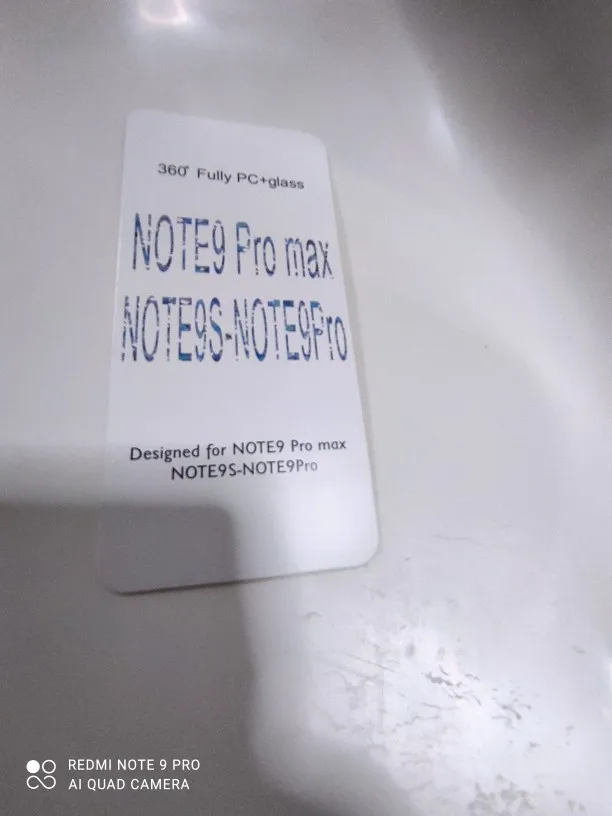 360° Fully PC+glass
NOTE9 Pro max
NOTE9S-NOTE9Pro
Designed for NOTE9 Pro max
NOTE9S-NOTE9Pro
REDMI NOTE 9 PRO
AI QUAD CAMERA